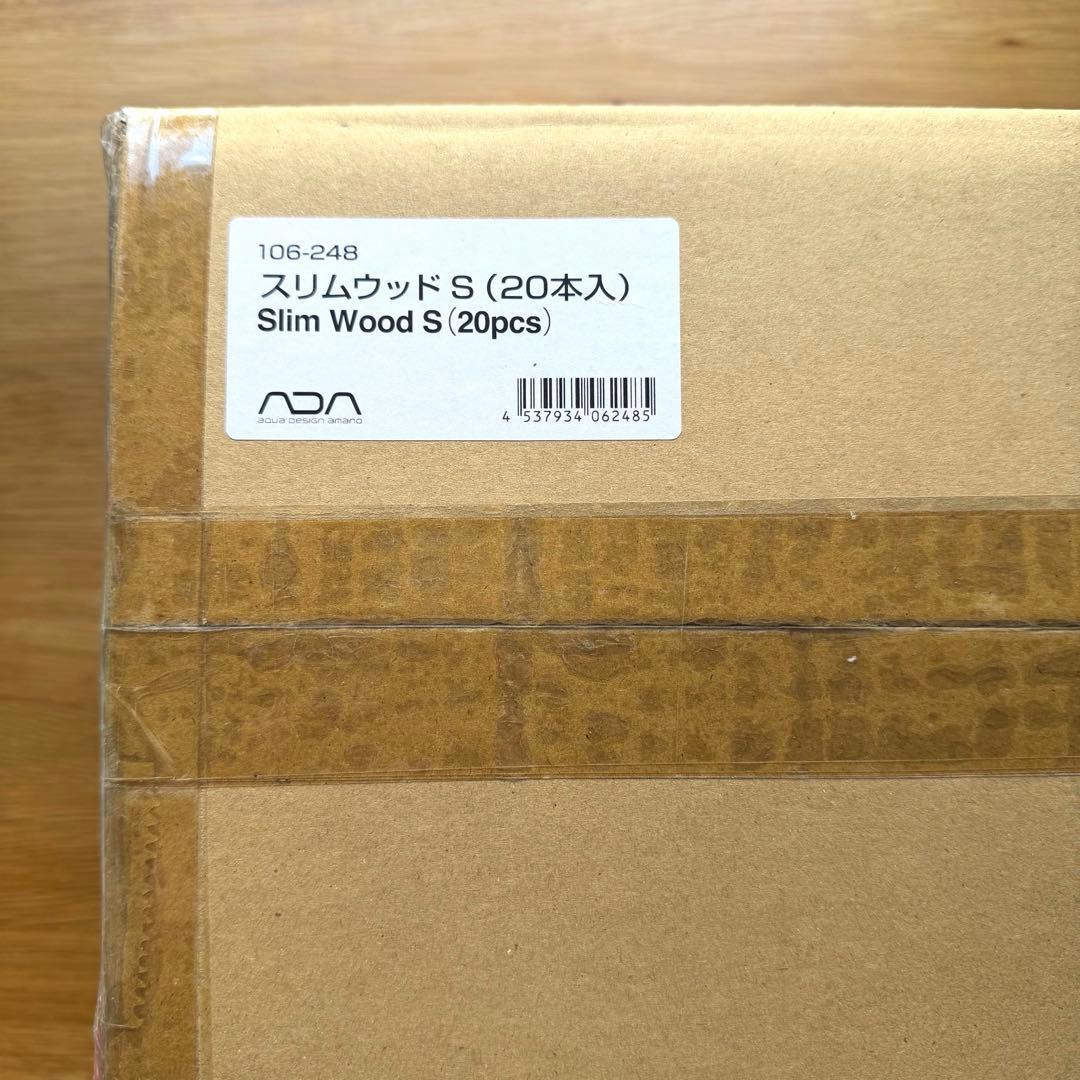 106-248
スリムウッド S（20本入）
Slim Wood S（20pcs）
ADA
aqua Design amano
4 537934 062485